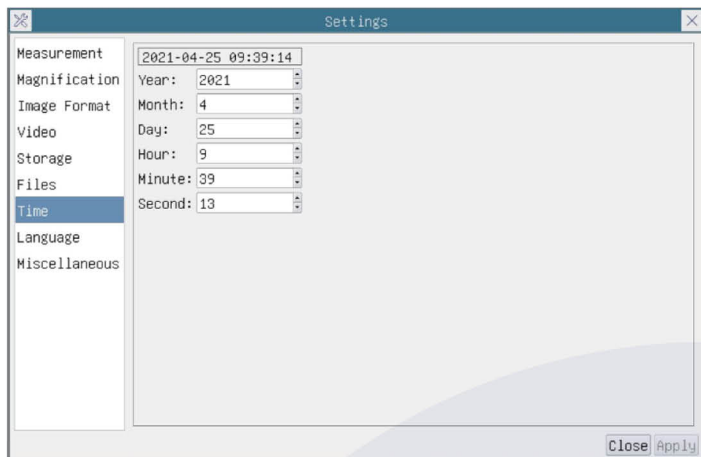 Settings
Measurement
Magnification
Image Format
Video
Storage
Files
Time
Language
Miscellaneous
2021-04-25 09:39:14
Year: 2021
Month: 4
Day: 25
Hour: 9
Minute: 39
Second: 13
Close Apply